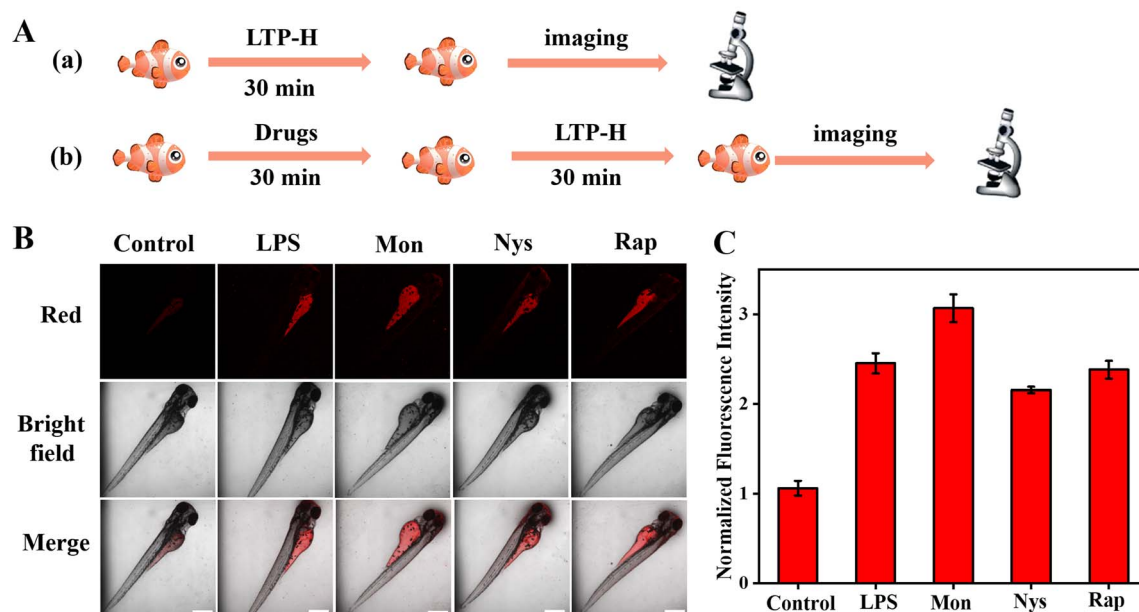 A
(a)
LTP-H
30 min
imaging
(b)
Drugs
30 min
LTP-H
30 min
imaging
B
Control LPS Mon Nys Rap
Red
Bright
field
Merge
C
Normalized Fluorescence Intensity
3
2
1
0
Control LPS Mon Nys Rap